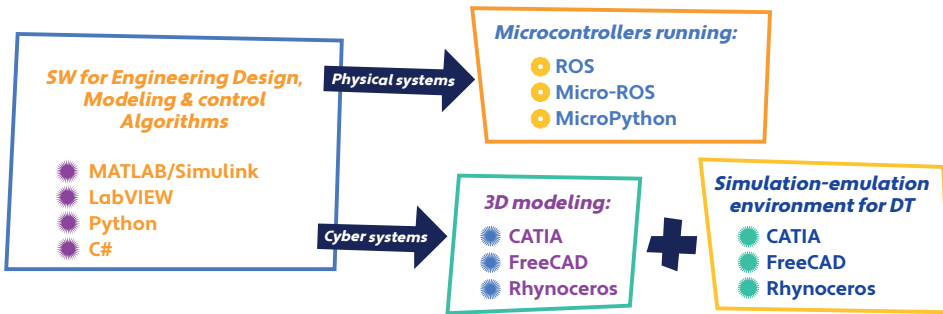 SW for Engineering Design,
Modeling & control
Algorithms
MATLAB/Simulink
LabVIEW
Python
C#
Physical systems
Microcontrollers running:
ROS
Micro-ROS
MicroPython
Cyber systems
3D modeling:
CATIA
FreeCAD
Rhynoceros
Simulation-emulation
environment for DT
CATIA
FreeCAD
Rhynoceros